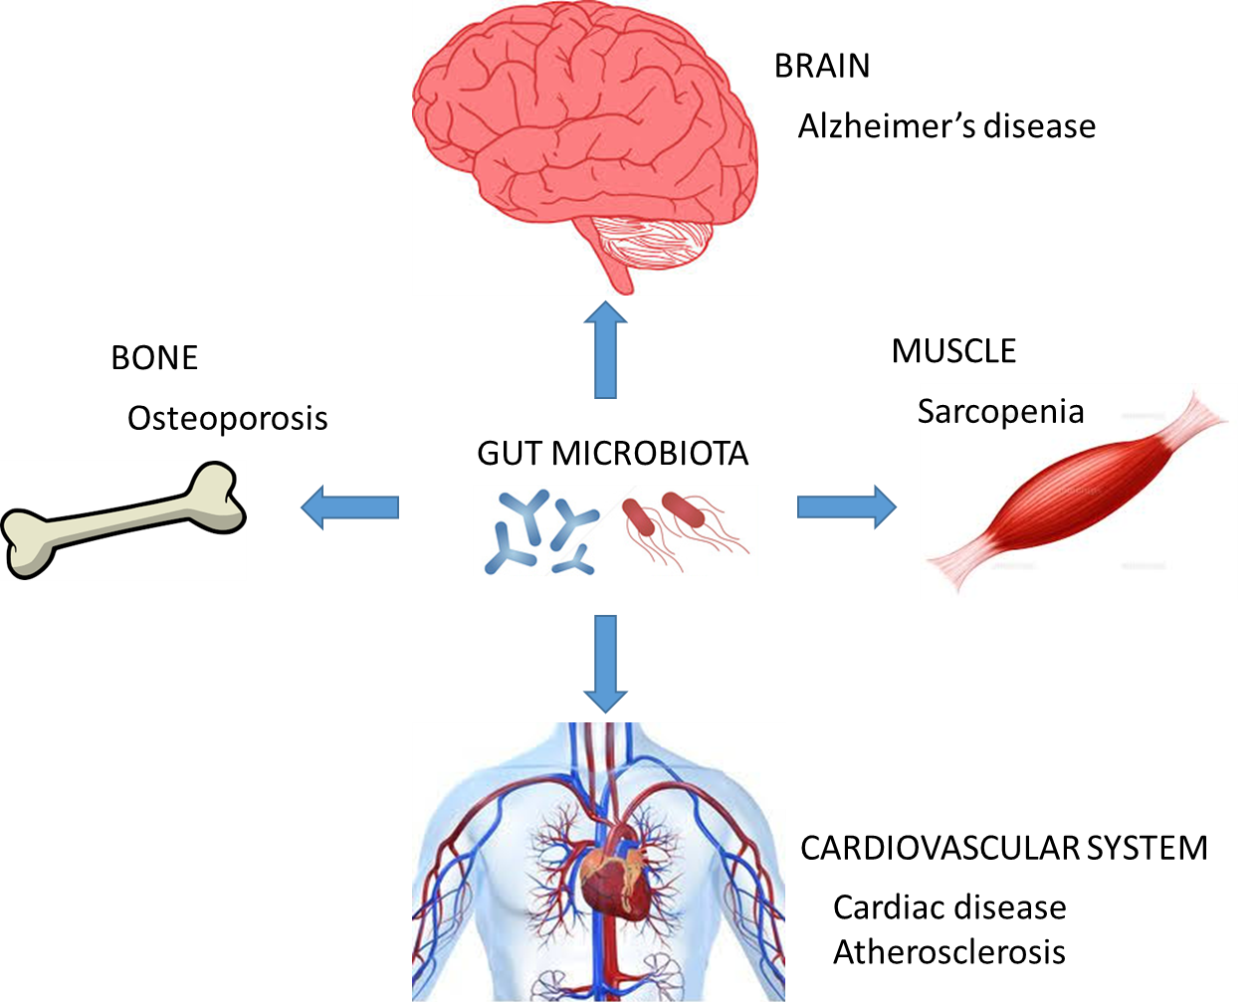 BRAIN
Alzheimer's disease
BONE
Osteoporosis
MUSCLE
Sarcopenia
GUT MICROBIOTA
CARDIOVASCULAR SYSTEM
Cardiac disease
Atherosclerosis